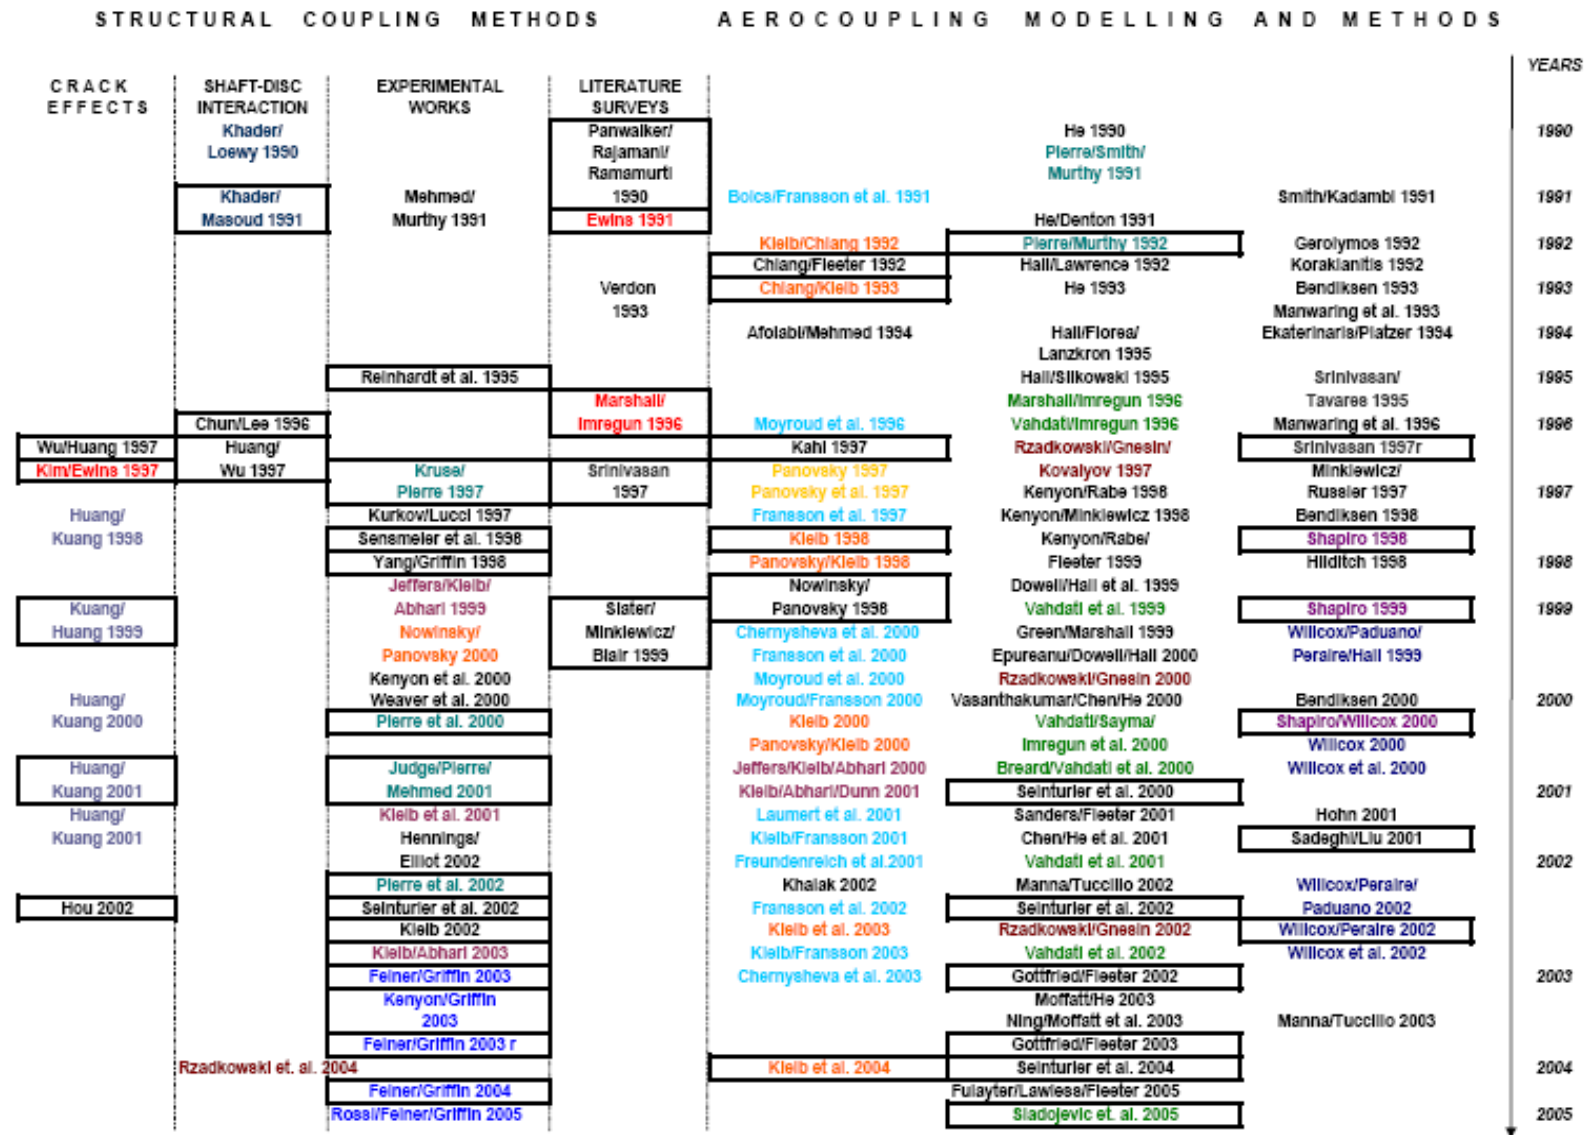 STRUCTURAL COUPLING METHODS
AEROCOUPLING MODELLING AND METHODS
YEARS
CRACK
EFFECTS
SHAFT-DISC
INTERACTION
Khader/
Loewy 1990
Khader/
Masoud 1991
Chun/Lee 1996
Wu/Huang 1997
Kim/Ewins 1997
Huang/
Wu 1997
Huang/
Kuang 1998
Kuang/
Huang 1999
Huang/
Kuang 2000
Huang/
Kuang 2001
Huang/
Kuang 2001
Hou 2002
Rzadkowski et. al. 2004
EXPERIMENTAL
WORKS
Mehmed/
Murthy 1991
Reinhardt et al. 1995
Kruse/
Pierre 1997
Kurkov/Lucci 1997
Sensmeier et al. 1998
Yang/Griffin 1998
Jeffers/Kielb/
Abhari 1999
Nowinsky/
Panovsky 2000
Kenyon et al. 2000
Weaver et al. 2000
Pierre et al. 2000
Judge/Pierre/
Mehmed 2001
Kielb et al. 2001
Hennings/
Elliot 2002
Pierre et al. 2002
Seinturier et al. 2002
Kielb 2002
Kielb/Abhari 2003
Feiner/Griffin 2003
Kenyon/Griffin
2003
Feiner/Griffin 2003 r
Feiner/Griffin 2004
Rossi/Feiner/Griffin 2005
LITERATURE
SURVEYS
Panwalker/
Rajamani/
Ramamurti
1990
Ewins 1991
Verdon
1993
Marshall/
Imregun 1996
Srinivasan
1997
Slater/
Minkiewicz/
Blair 1999
Bolcs/Fransson et al. 1991
Kielb/Chiang 1992
Chiang/Fleeter 1992
Chiang/Kielb 1993
Afolabi/Mehmed 1994
Moyroud et al. 1996
Kahl 1997
Panovsky 1997
Panovsky et al. 1997
Fransson et al. 1997
Kielb 1998
Panovsky/Kielb 1998
Nowinsky/
Panovsky 1998
Chernysheva et al. 2000
Fransson et al. 2000
Moyroud et al. 2000
Moyroud/Fransson 2000
Kielb 2000
Panovsky/Kielb 2000
Jeffers/Kielb/Abhari 2000
Kielb/Abhari/Dunn 2001
Laumert et al. 2001
Kielb/Fransson 2001
Freundenreich et al.2001
Khalak 2002
Fransson et al. 2002
Kielb et al. 2003
Kielb/Fransson 2003
Chernysheva et al. 2003
Kielb et al. 2004
He 1990
Pierre/Smith/
Murthy 1991
He/Denton 1991
Pierre/Murthy 1992
Hall/Lawrence 1992
He 1993
Hall/Florea/
Lanzkron 1995
Hall/Silkowski 1995
Marshall/Imregun 1996
Vahdati/Imregun 1996
Rzadkowski/Gnesin/
Kovalyov 1997
Kenyon/Rabe 1998
Kenyon/Minkiewicz 1998
Kenyon/Rabe/
Fleeter 1999
Dowell/Hall et al. 1999
Vahdati et al. 1999
Green/Marshall 1999
Epureanu/Dowell/Hall 2000
Rzadkowski/Gnesin 2000
Vasanthakumar/Chen/He 2000
Vahdati/Sayma/
Imregun et al. 2000
Breard/Vahdati et al. 2000
Seinturier et al. 2000
Sanders/Fleeter 2001
Chen/He et al. 2001
Vahdati et al. 2001
Manna/Tuccillo 2002
Seinturier et al. 2002
Rzadkowski/Gnesin 2002
Vahdati et al. 2002
Gottfried/Fleeter 2002
Moffatt/He 2003
Ning/Moffatt et al. 2003
Gottfried/Fleeter 2003
Seinturier et al. 2004
Fulayter/Lawless/Fleeter 2005
Sladojevic et. al. 2005
Smith/Kadambi 1991
Gerolymos 1992
Korakianitis 1992
Bendiksen 1993
Manwaring et al. 1993
Ekaterinaris/Platzer 1994
Srinivasan/
Tavares 1995
Manwaring et al. 1996
Srinivasan 1997r
Minkiewicz/
Russler 1997
Bendiksen 1998
Shapiro 1998
Hilditch 1998
Shapiro 1999
Willcox/Paduano/
Peraire/Hall 1999
Bendiksen 2000
Shapiro/Willcox 2000
Willcox 2000
Willcox et al. 2000
Hohn 2001
Sadeghi/Liu 2001
Willcox/Peraire/
Paduano 2002
Willcox/Peraire 2002
Willcox et al. 2002
Manna/Tuccillo 2003
1990
1991
1992
1993
1994
1995
1996
1997
1998
1999
2000
2001
2002
2003
2004
2005